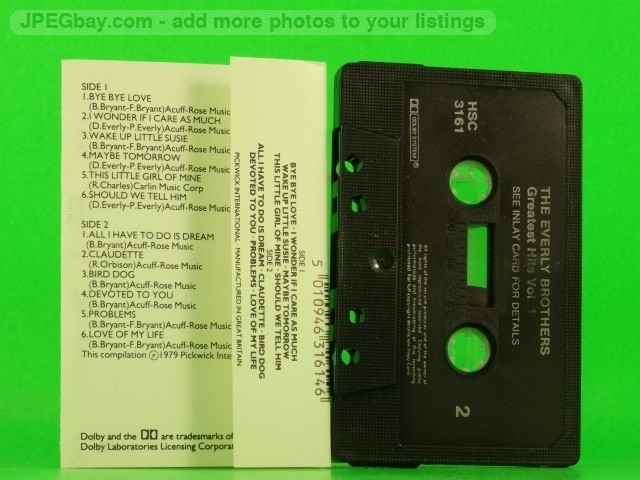 JPEGbay.com - add more photos to your listings
SIDE 1
1.BYE BYE LOVE
(B.Bryant-F.Bryant)Acuff-Rose Music
2.I WONDER IF I CARE AS MUCH
(D.Everly-P.Everly)Acuff-Rose Music
3.WAKE UP LITTLE SUSIE
(B.Bryant-F.Bryant)Acuff-Rose Music
4.MAYBE TOMORROW
(D.Everly-P.Everly)Acuff-Rose Music
5.THIS LITTLE GIRL OF MINE
(R.Charles)Carlin Music Corp
6.SHOULD WE TELL HIM
(D.Everly-P.Everly)Acuff-Rose Music
SIDE 2
1.ALL I HAVE TO DO IS DREAM
(B.Bryant)Acuff-Rose Music
2.CLAUDETTE
(R.Orbison)Acuff-Rose Music
3.BIRD DOG
(B.Bryant)Acuff-Rose Music
4.DEVOTED TO YOU
(B.Bryant)Acuff-Rose Music
5.PROBLEMS
(B.Bryant-F.Bryant)Acuff-Rose Music
6.LOVE OF MY LIFE
(B.Bryant-F.Bryant)Acuff-Rose Music
This compilation ℗1979 Pickwick Inte
Dolby and the are trademarks of
Dolby Laboratories Licensing Corporat
SIDE 1
BYE BYE LOVE · I WONDER IF I CARE AS MUCH
WAKE UP LITTLE SUSIE · MAYBE TOMORROW
THIS LITTLE GIRL OF MINE · SHOULD WE TELL HIM
SIDE 2
ALL I HAVE TO DO IS DREAM · CLAUDETTE · BIRD DOG
DEVOTED TO YOU · PROBLEMS · LOVE OF MY LIFE
PICKWICK INTERNATIONAL MANUFACTURED IN GREAT BRITAIN
5 010946 316146
HSC
3161
DOLBY SYSTEM
THE EVERLY BROTHERS
Greatest Hits Vol. 1
SEE INLAY CARD FOR DETAILS
2